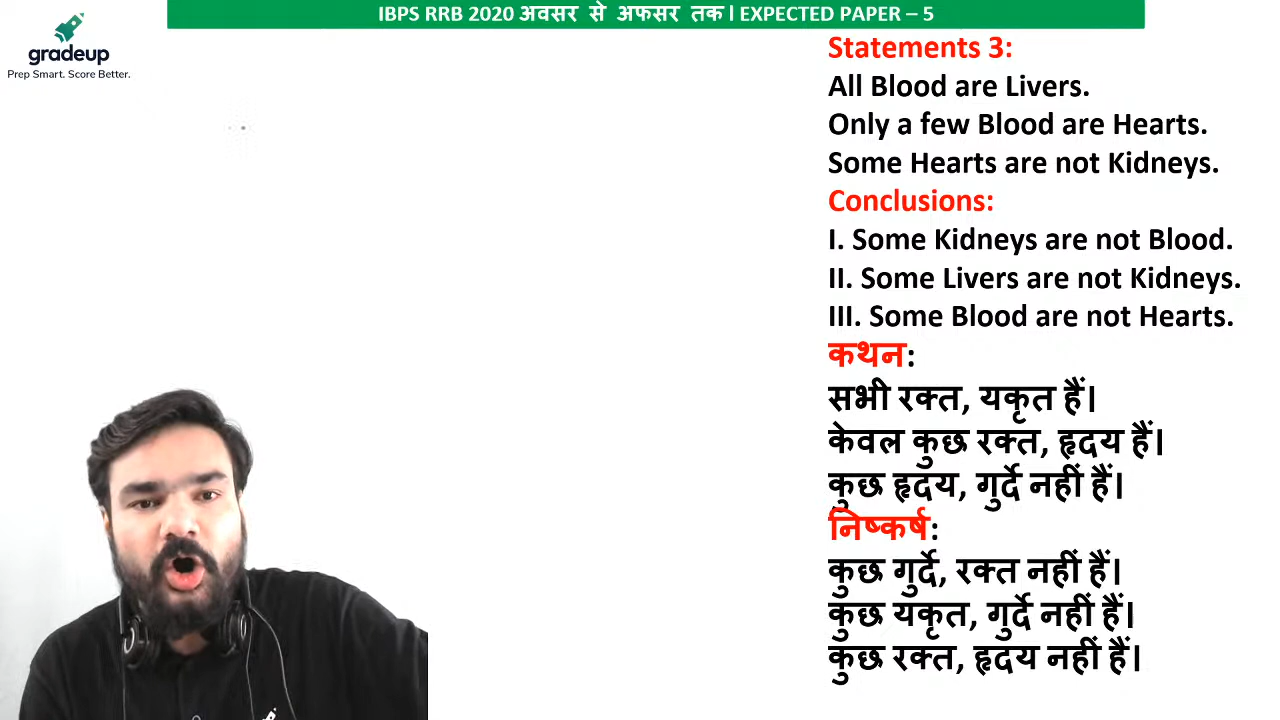 IBPS RRB 2020 अवसर से अफसर तक। EXPECTED PAPER – 5
gradeup
Prep Smart. Score Better.
Statements 3:
All Blood are Livers.
Only a few Blood are Hearts.
Some Hearts are not Kidneys.
Conclusions:
I. Some Kidneys are not Blood.
II. Some Livers are not Kidneys.
III. Some Blood are not Hearts.
कथन:
सभी रक्त, यकृत हैं।
केवल कुछ रक्त, हृदय हैं।
कुछ हृदय, गुर्दे नहीं हैं।
निष्कर्ष:
कुछ गुर्दे, रक्त नहीं हैं।
कुछ यकृत, गुर्दे नहीं हैं।
कुछ रक्त, हृदय नहीं हैं।